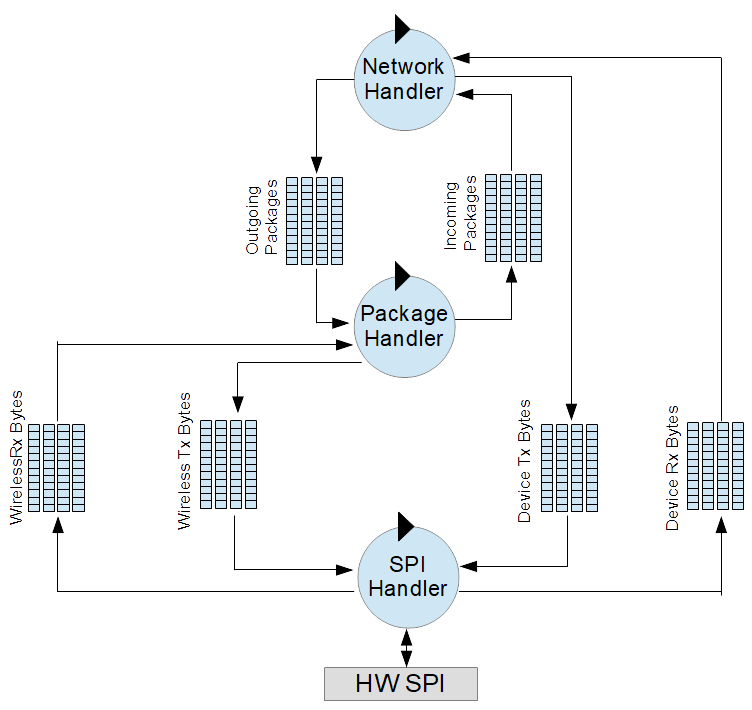 Network
Handler
Outgoing
Packages
Incoming
Packages
Package
Handler
WirelessRx Bytes
Wireless Tx Bytes
Device Tx Bytes
Device Rx Bytes
SPI
Handler
HW SPI